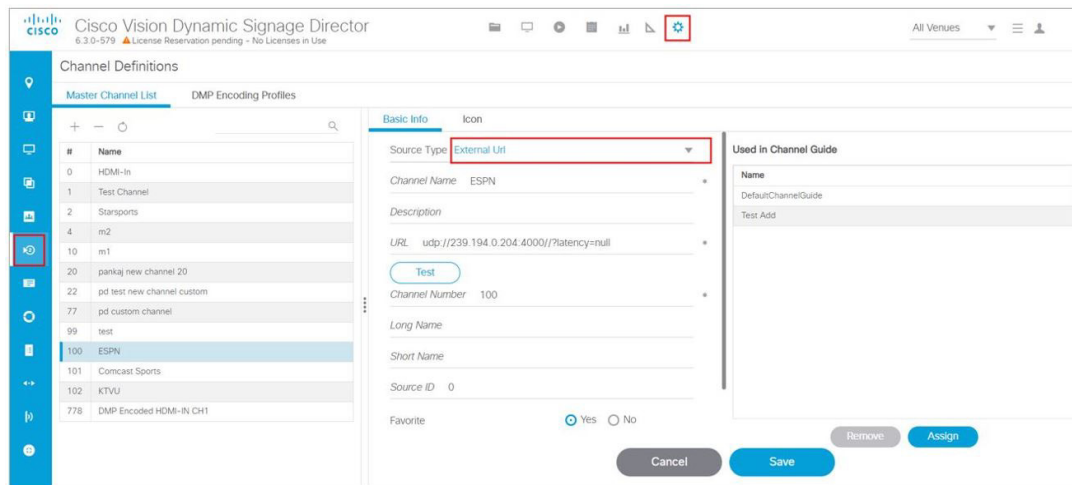 CISCO
Cisco Vision Dynamic Signage Director
6.3.0-579 License Reservation pending - No Licenses in Use
All Venues
Channel Definitions
Master Channel List DMP Encoding Profiles
# Name
0 HDMI-In
1 Test Channel
2 Starsports
4 m2
10 m1
20 pankaj new channel 20
22 pd test new channel custom
77 pd custom channel
99 test
100 ESPN
101 Comcast Sports
102 KTVU
778 DMP Encoded HDMI-IN CH1
Basic Info Icon
Source Type External Url
Channel Name ESPN
Description
URL udp://239.194.0.204:4000//?latency=null
Test
Channel Number 100
Long Name
Short Name
Source ID 0
Favorite Yes No
Used in Channel Guide
Name
DefaultChannelGuide
Test Add
Remove Assign
Cancel Save